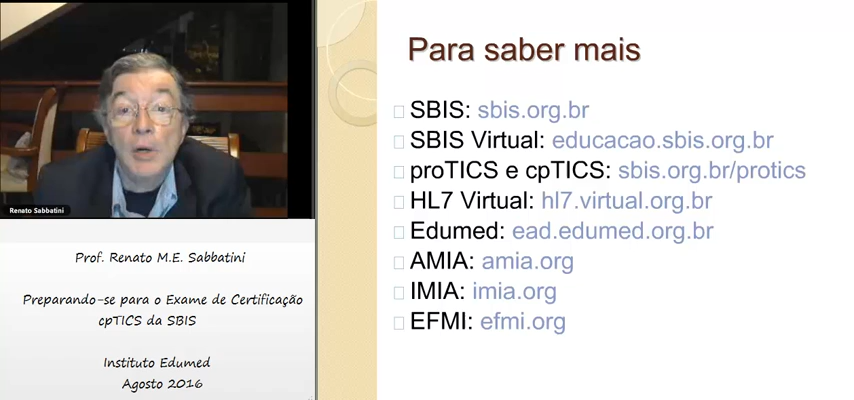 Renato Sabbatini
Prof. Renato M.E. Sabbatini
Preparando-se para o Exame de Certificação
cpTICS da SBIS
Instituto Edumed
Agosto 2016
Para saber mais
SBIS: sbis.org.br
SBIS Virtual: educacao.sbis.org.br
proTICS e cpTICS: sbis.org.br/protics
HL7 Virtual: hl7.virtual.org.br
Edumed: ead.edumed.org.br
AMIA: amia.org
IMIA: imia.org
EFMI: efmi.org